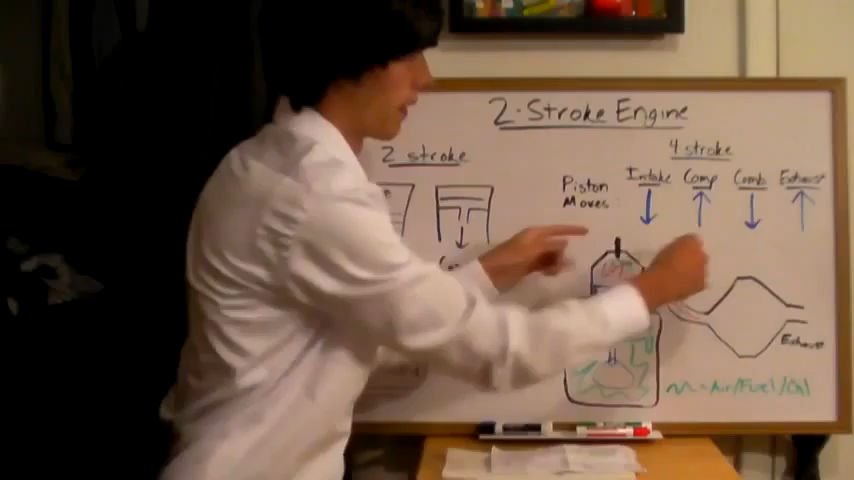 2-Stroke Engine
2 stroke
4 stroke
Piston
Moves:
Intake Comp Comb Exhaust
Exhaust
= Air/Fuel/Oil